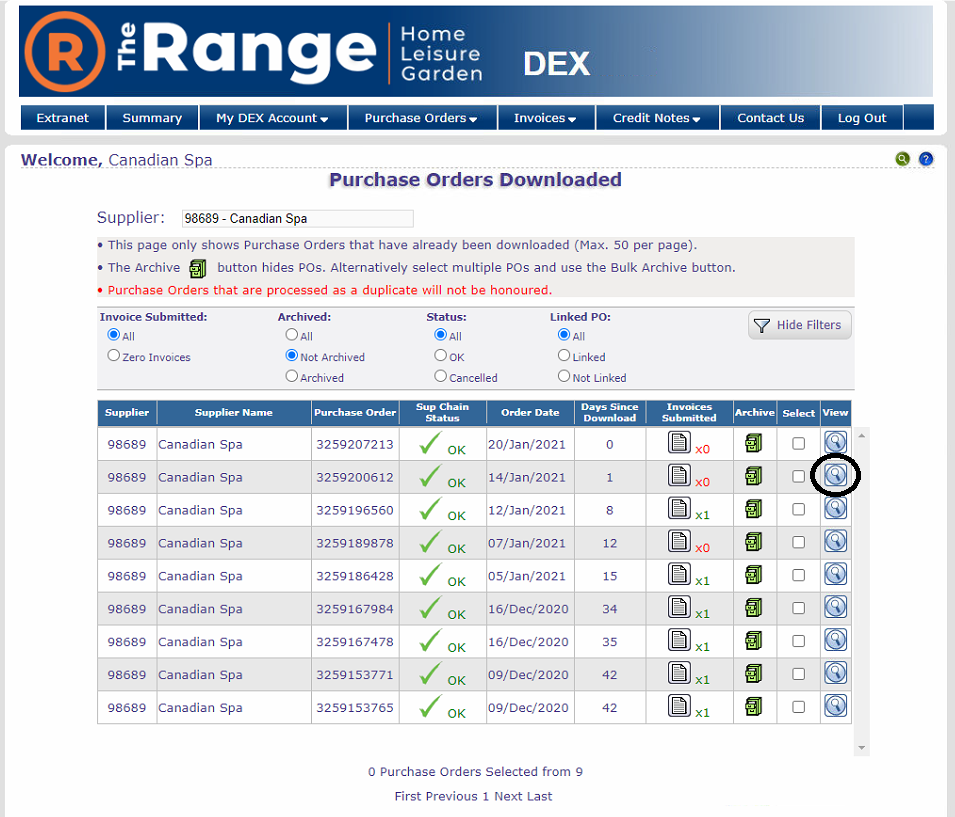 R The Range Home
Leisure
Garden
DEX
Extranet Summary My DEX Account Purchase Orders Invoices Credit Notes Contact Us Log Out
Welcome, Canadian Spa
Purchase Orders Downloaded
Supplier: 98689 - Canadian Spa
• This page only shows Purchase Orders that have already been downloaded (Max. 50 per page).
• The Archive button hides POs. Alternatively select multiple POs and use the Bulk Archive button.
• Purchase Orders that are processed as a duplicate will not be honoured.
Invoice Submitted: Archived: Status: Linked PO:
All All All All
Zero Invoices Not Archived OK Linked
Archived Cancelled Not Linked
Hide Filters
Supplier Supplier Name Purchase Order Sup Chain Status Order Date Days Since Download Invoices Submitted Archive Select View
98689 Canadian Spa 3259207213 OK 20/Jan/2021 0 x0
98689 Canadian Spa 3259200612 OK 14/Jan/2021 1 x0
98689 Canadian Spa 3259196560 OK 12/Jan/2021 8 x1
98689 Canadian Spa 3259189878 OK 07/Jan/2021 12 x0
98689 Canadian Spa 3259186428 OK 05/Jan/2021 15 x1
98689 Canadian Spa 3259167984 OK 16/Dec/2020 34 x1
98689 Canadian Spa 3259167478 OK 16/Dec/2020 35 x1
98689 Canadian Spa 3259153771 OK 09/Dec/2020 42 x1
98689 Canadian Spa 3259153765 OK 09/Dec/2020 42 x1
0 Purchase Orders Selected from 9
First Previous 1 Next Last